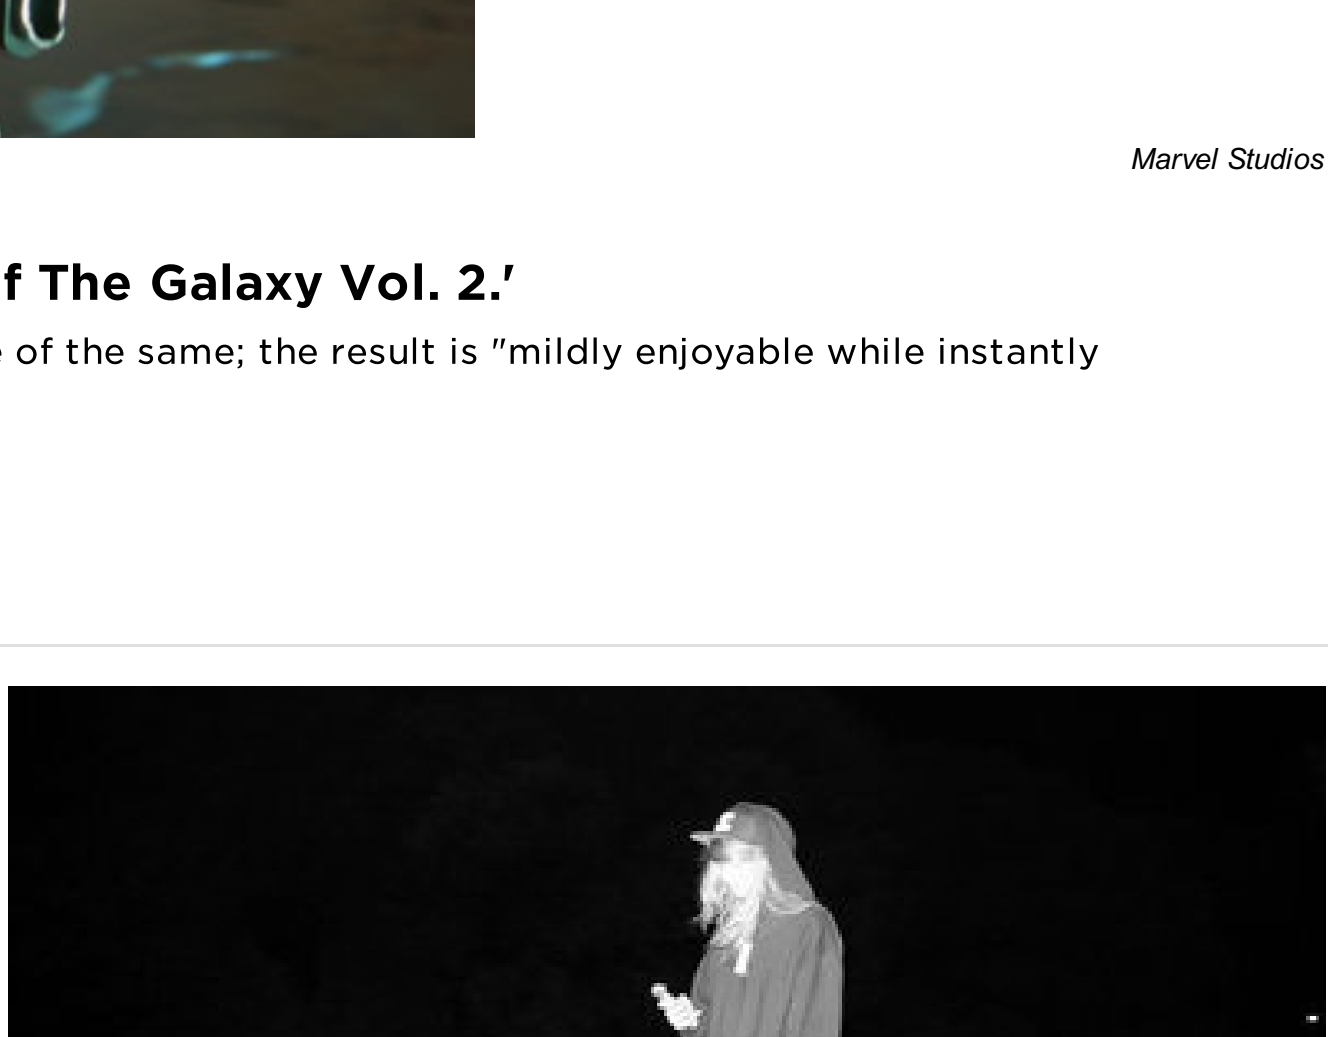 Marvel Studios
f The Galaxy Vol. 2.'
of the same; the result is "mildly enjoyable while instantly